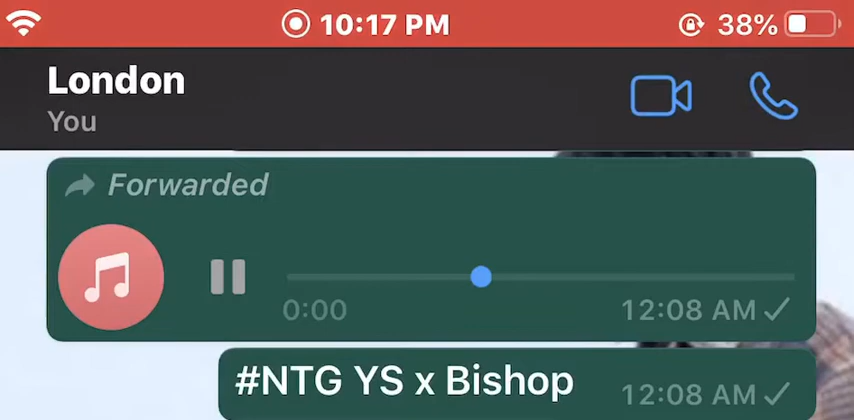 10:17 PM 38%
London
You
Forwarded
0:00 12:08 AM
#NTG YS x Bishop 12:08 AM